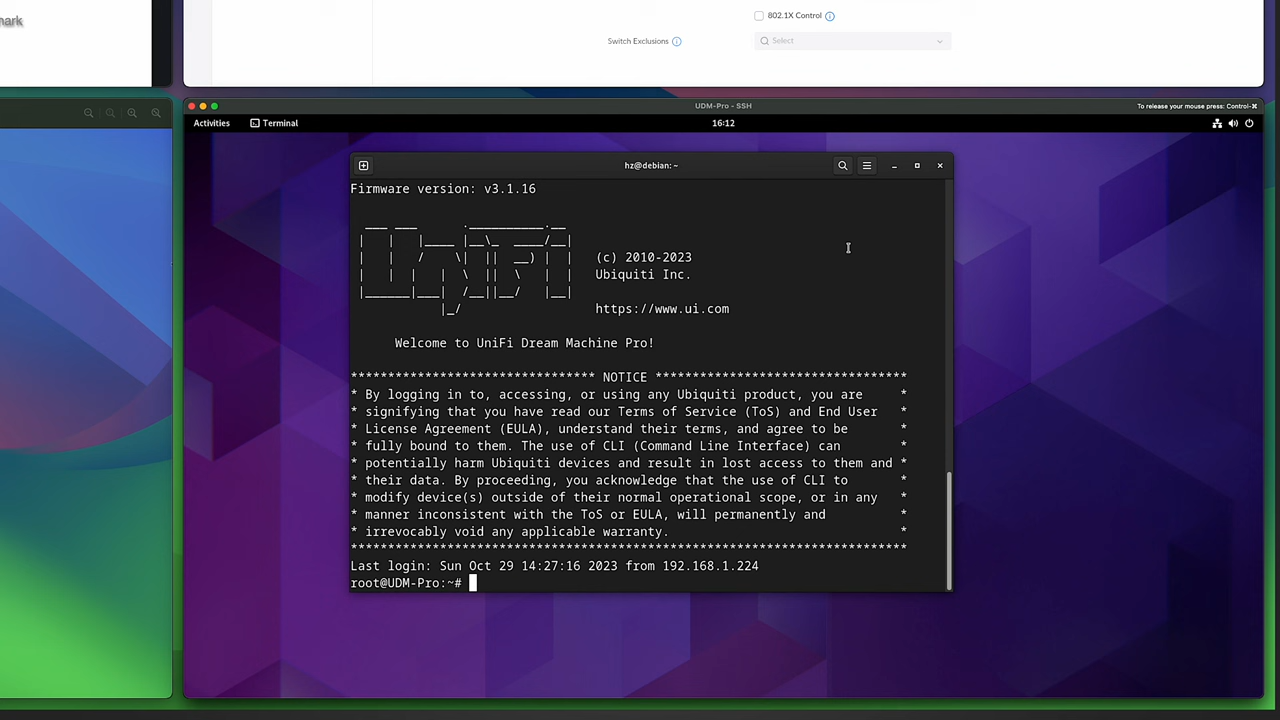 mark
802.1X Control
Switch Exclusions
Select
UDM-Pro - SSH
To release your mouse press: Control-⌘
Activities
Terminal
16:12
hz@debian: ~
Firmware version: v3.1.16
(c) 2010-2023
Ubiquiti Inc.
https://www.ui.com
Welcome to UniFi Dream Machine Pro!
******************************** NOTICE **********************************
* By logging in to, accessing, or using any Ubiquiti product, you are *
* signifying that you have read our Terms of Service (ToS) and End User *
* License Agreement (EULA), understand their terms, and agree to be *
* fully bound to them. The use of CLI (Command Line Interface) can *
* potentially harm Ubiquiti devices and result in lost access to them and *
* their data. By proceeding, you acknowledge that the use of CLI to *
* modify device(s) outside of their normal operational scope, or in any *
* manner inconsistent with the ToS or EULA, will permanently and *
* irrevocably void any applicable warranty. *
***************************************************************************
Last login: Sun Oct 29 14:27:16 2023 from 192.168.1.224
root@UDM-Pro:~#